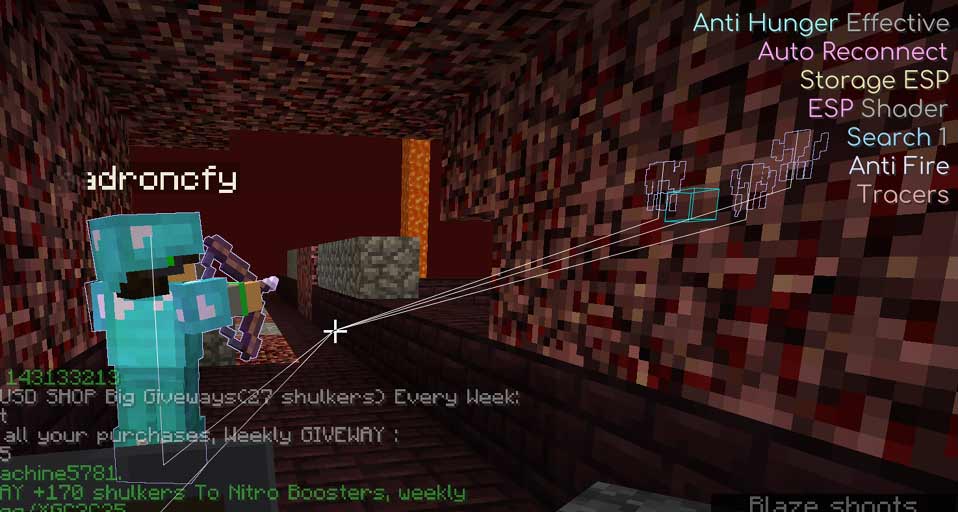 Anti Hunger Effective
Auto Reconnect
Storage ESP
ESP Shader
Search 1
Anti Fire
Tracers
adroncfy
143133213
USD SHOP Big Giveways(27 shulkers) Every Week:
t
all your purchases, Weekly GIVEWAY :
5
achine5781.
AY +170 shulkers To Nitro Boosters, weekly
Blaze shoots